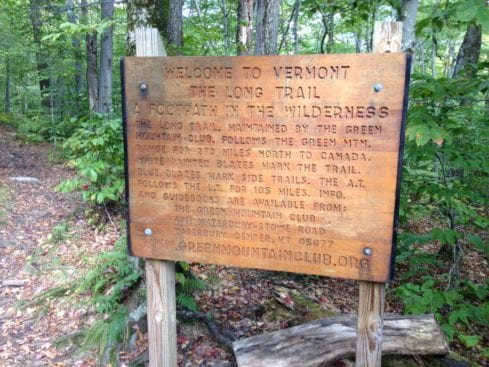 WELCOME TO VERMONT
THE LONG TRAIL
A FOOTPATH IN THE WILDERNESS
THE LONG TRAIL, MAINTAINED BY THE GREEN
MOUNTAIN CLUB, FOLLOWS THE GREEN MTN.
RANGE FOR 273 MILES NORTH TO CANADA.
WHITE PAINTED BLAZES MARK THE TRAIL.
BLUE BLAZES MARK SIDE TRAILS. THE A.T.
FOLLOWS THE L.T. FOR 105 MILES. INFO.
AND GUIDEBOOKS ARE AVAILABLE FROM:
THE GREEN MOUNTAIN CLUB
4711 WATERBURY-STOWE ROAD
WATERBURY CENTER, VT 05677
WWW.GREENMOUNTAINCLUB.ORG